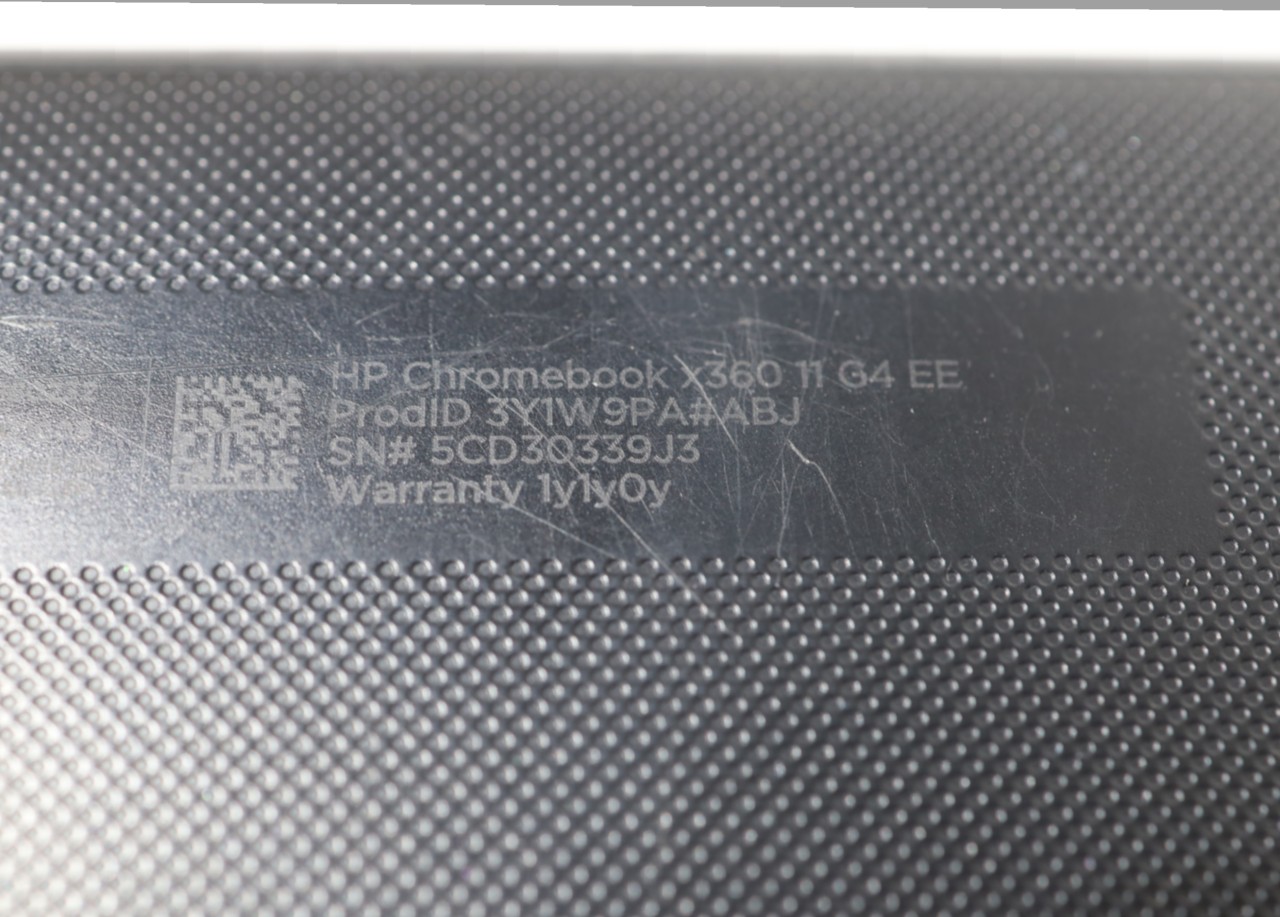 HP Chromebook x360 11 G4 EE
ProdID 3Y1W9PA#ABJ
SN# 5CD30339J3
Warranty 1y1y0y